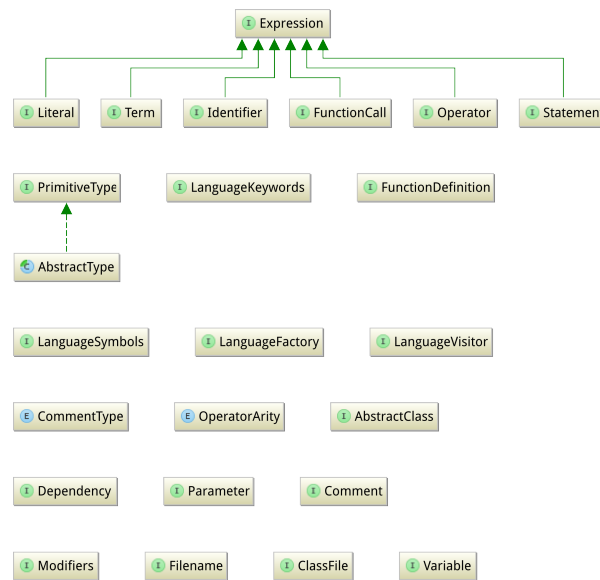 I Expression
I Literal I Term I Identifier I FunctionCall I Operator I Statemen
I PrimitiveType I LanguageKeywords I FunctionDefinition
C AbstractType
I LanguageSymbols I LanguageFactory I LanguageVisitor
E CommentType E OperatorArity I AbstractClass
I Dependency I Parameter I Comment
I Modifiers I Filename I ClassFile I Variable